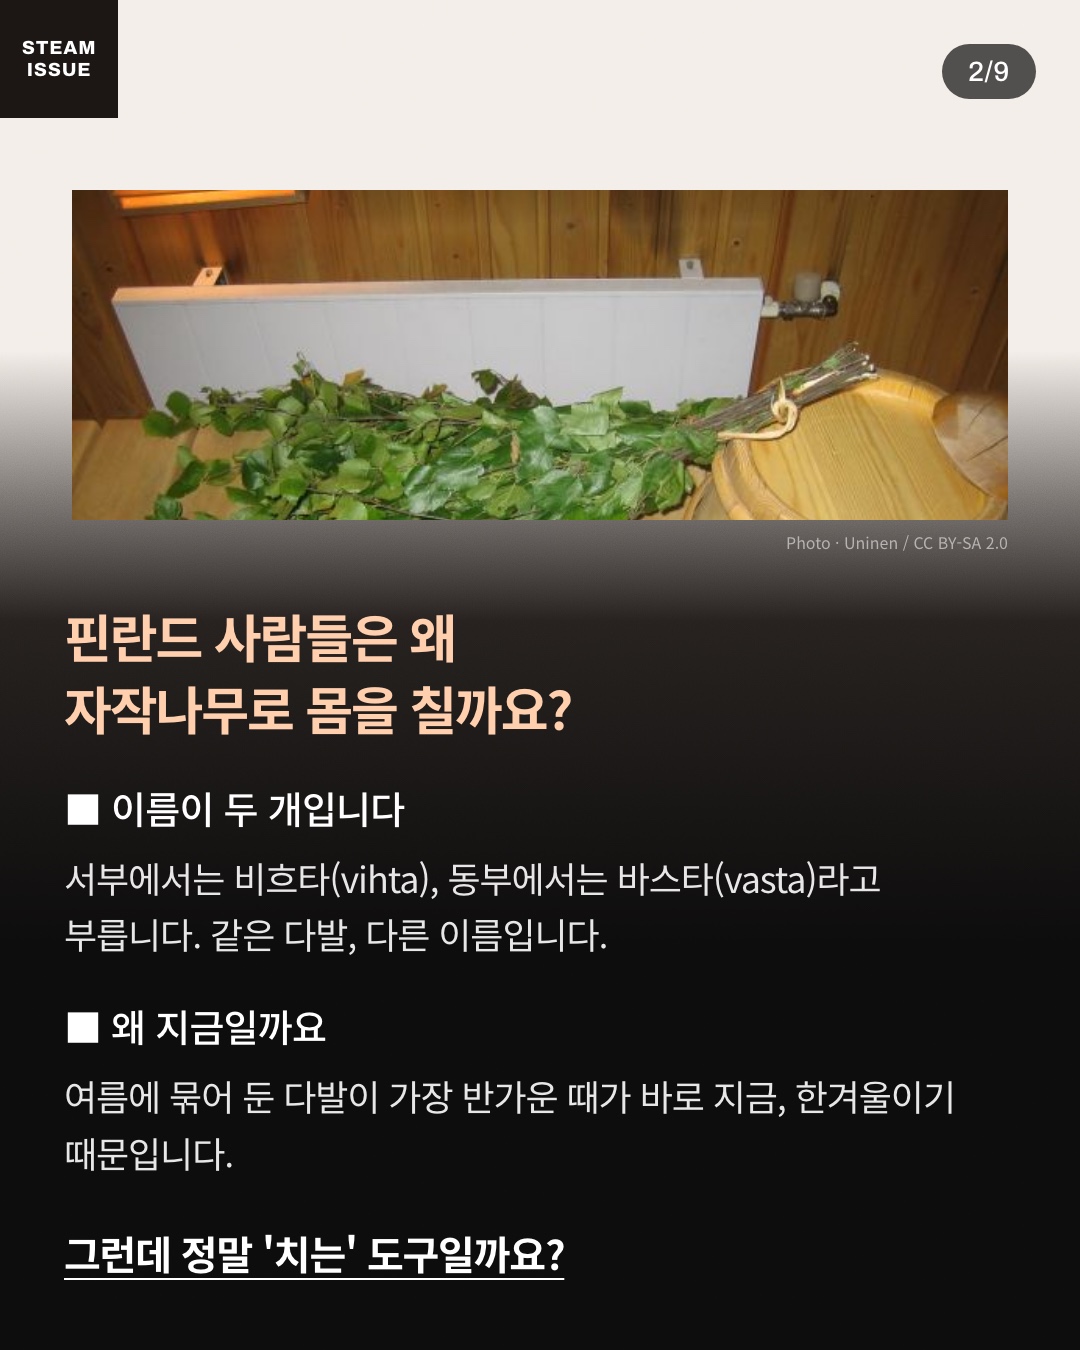 STEAM
ISSUE
2/9
Photo · Uninen / CC BY-SA 2.0
핀란드 사람들은 왜
자작나무로 몸을 칠까요?
■ 이름이 두 개입니다
서부에서는 비흐타(vihta), 동부에서는 바스타(vasta)라고
부릅니다. 같은 다발, 다른 이름입니다.
■ 왜 지금일까요
여름에 묶어 둔 다발이 가장 반가운 때가 바로 지금, 한겨울이기
때문입니다.
그런데 정말 '치는' 도구일까요?